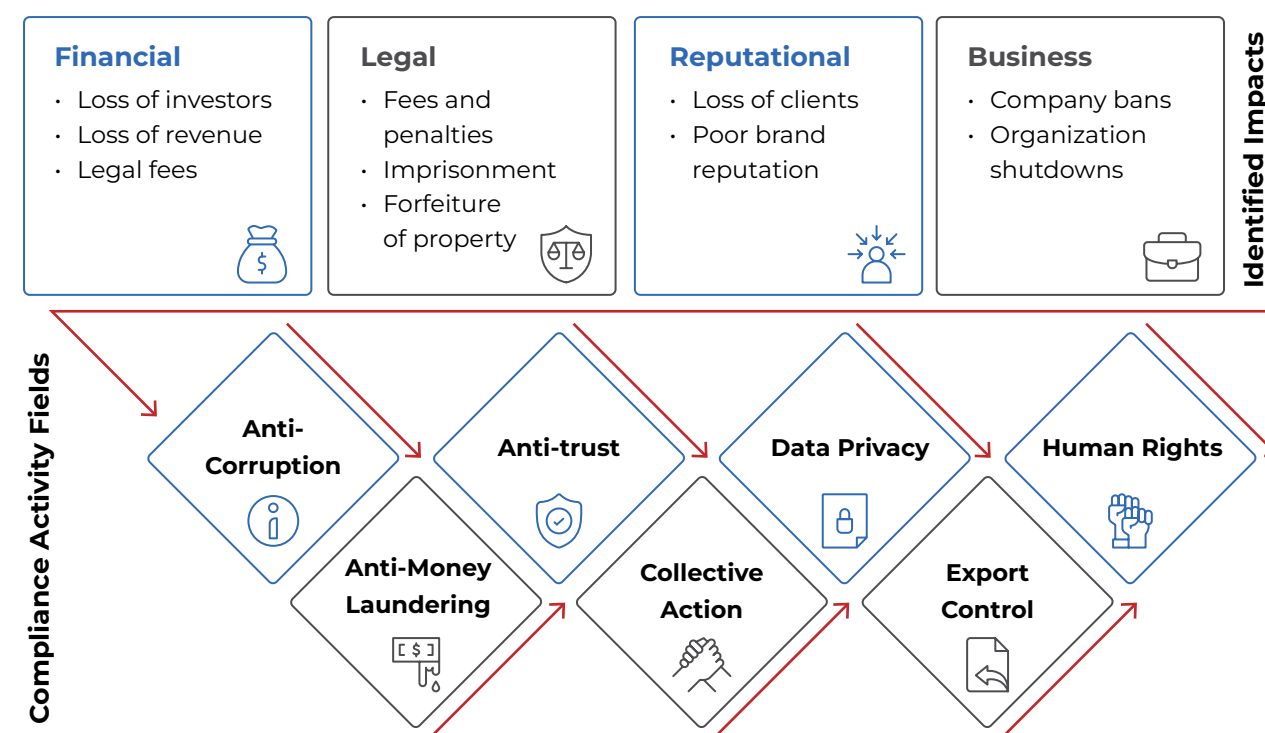 Financial
• Loss of investors
• Loss of revenue
• Legal fees
Legal
• Fees and
penalties
• Imprisonment
• Forfeiture
of property
$
Reputational
• Loss of clients
• Poor brand
reputation
Business
• Company bans
• Organization
shutdowns
Identified Impacts
Compliance Activity Fields
Anti-
Corruption
Anti-trust
Data Privacy
Human Rights
Anti-Money
Laundering
$
Collective
Action
Export
Control